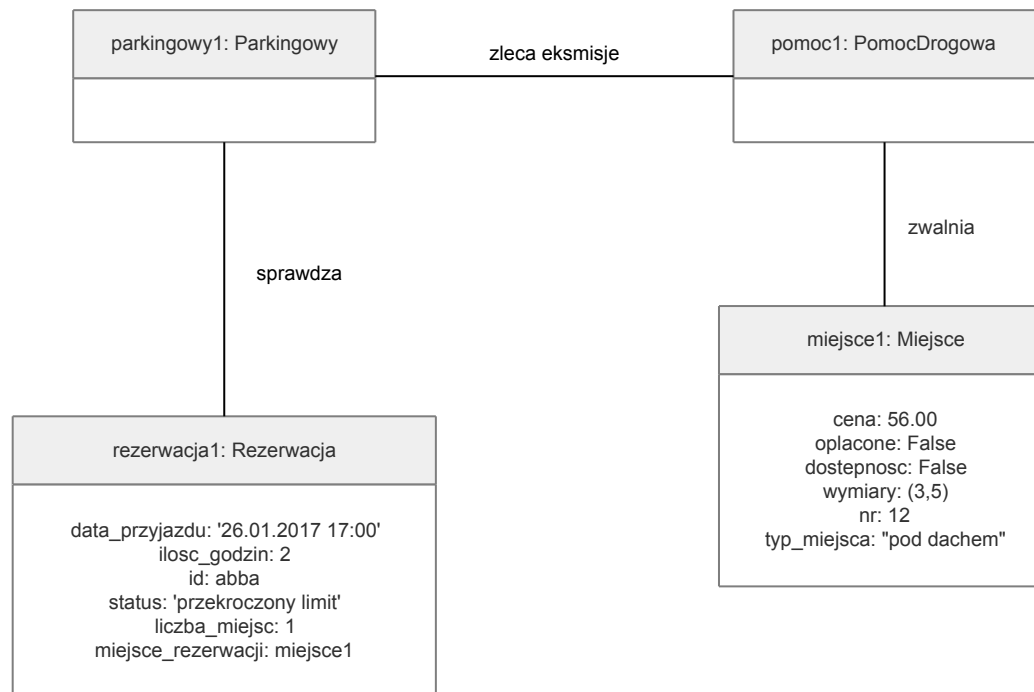 parkingowy1: Parkingowy
zleca eksmisje
pomoc1: PomocDrogowa
zwalnia
sprawdza
miejsce1: Miejsce
cena: 56.00
oplacone: False
dostepnosc: False
wymiary: (3,5)
nr: 12
typ_miejsca: "pod dachem"
rezerwacja1: Rezerwacja
data_przyjazdu: '26.01.2017 17:00'
ilosc_godzin: 2
id: abba
status: 'przekroczony limit'
liczba_miejsc: 1
miejsce_rezerwacji: miejsce1